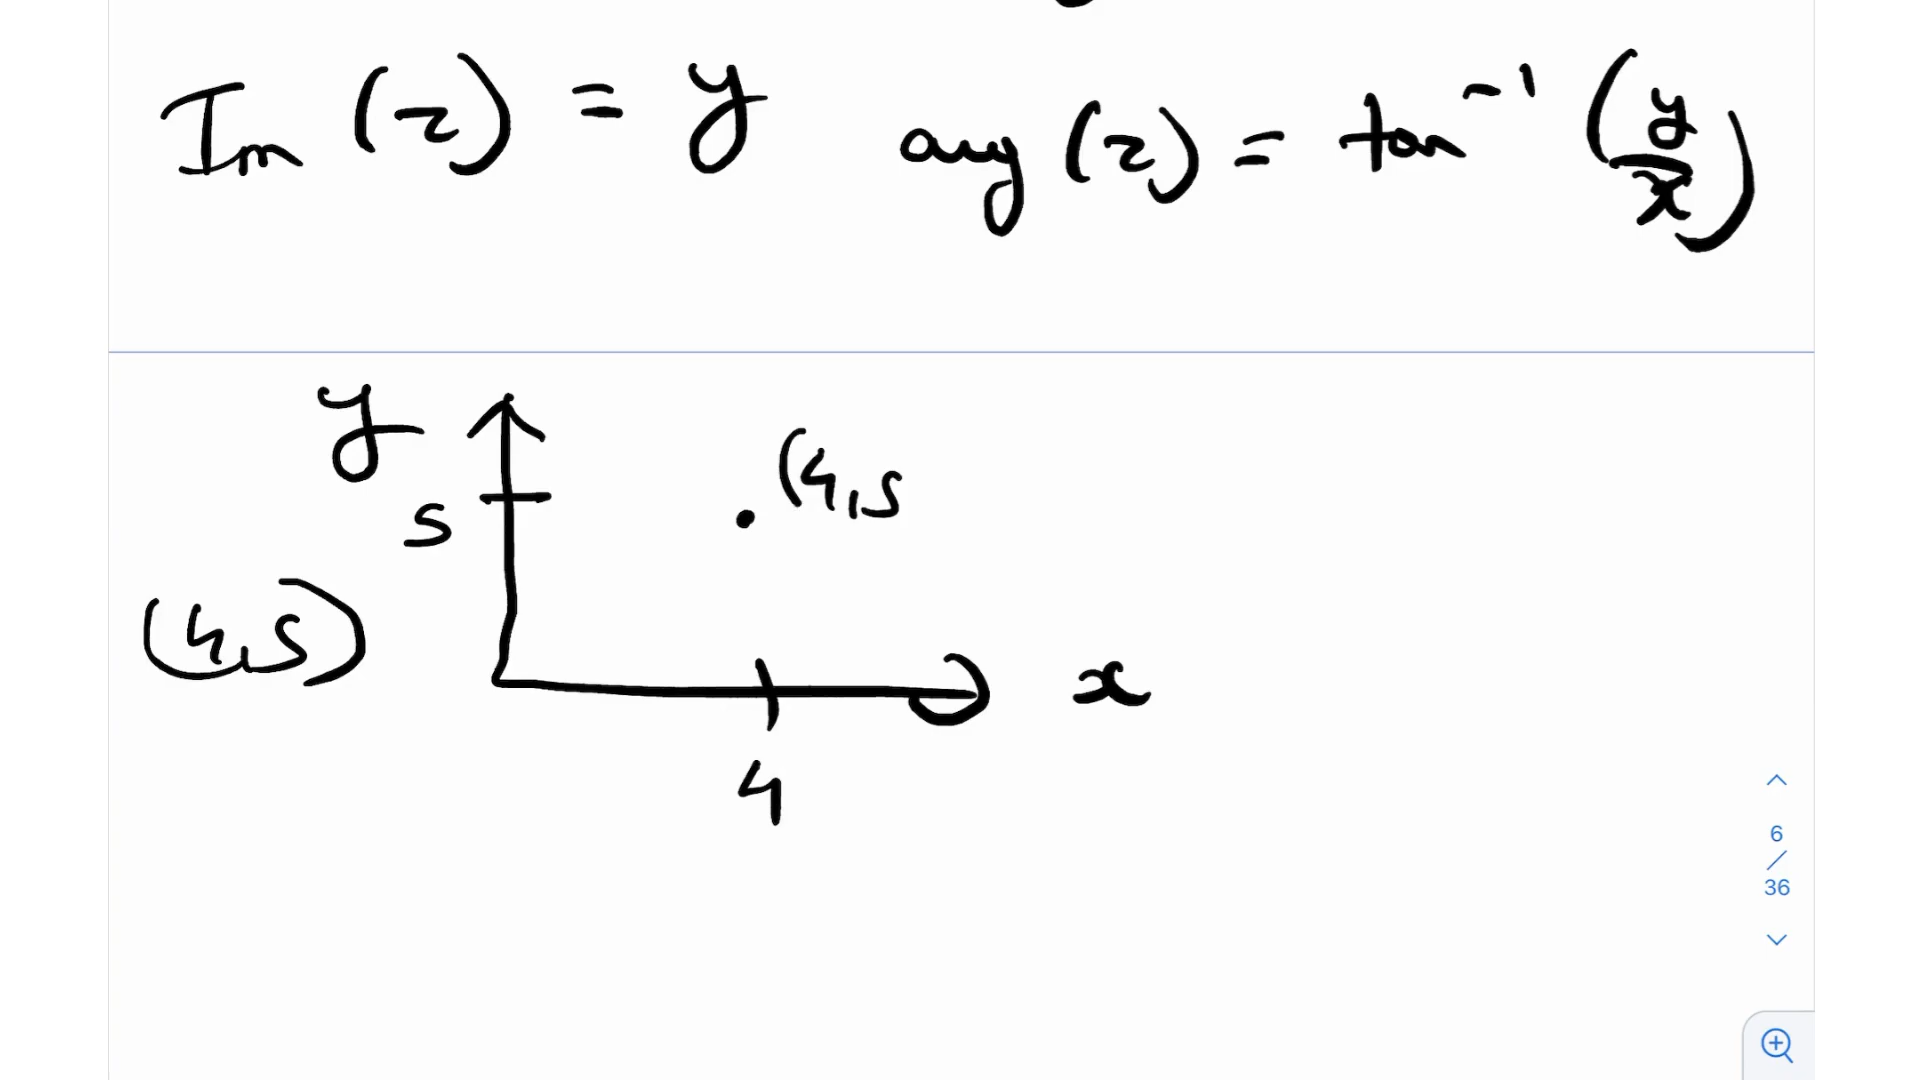 Im (z) = y arg (z) = tan⁻¹ (y/x)
y
(4,5
5
(4,5)
x
4
6
/
36